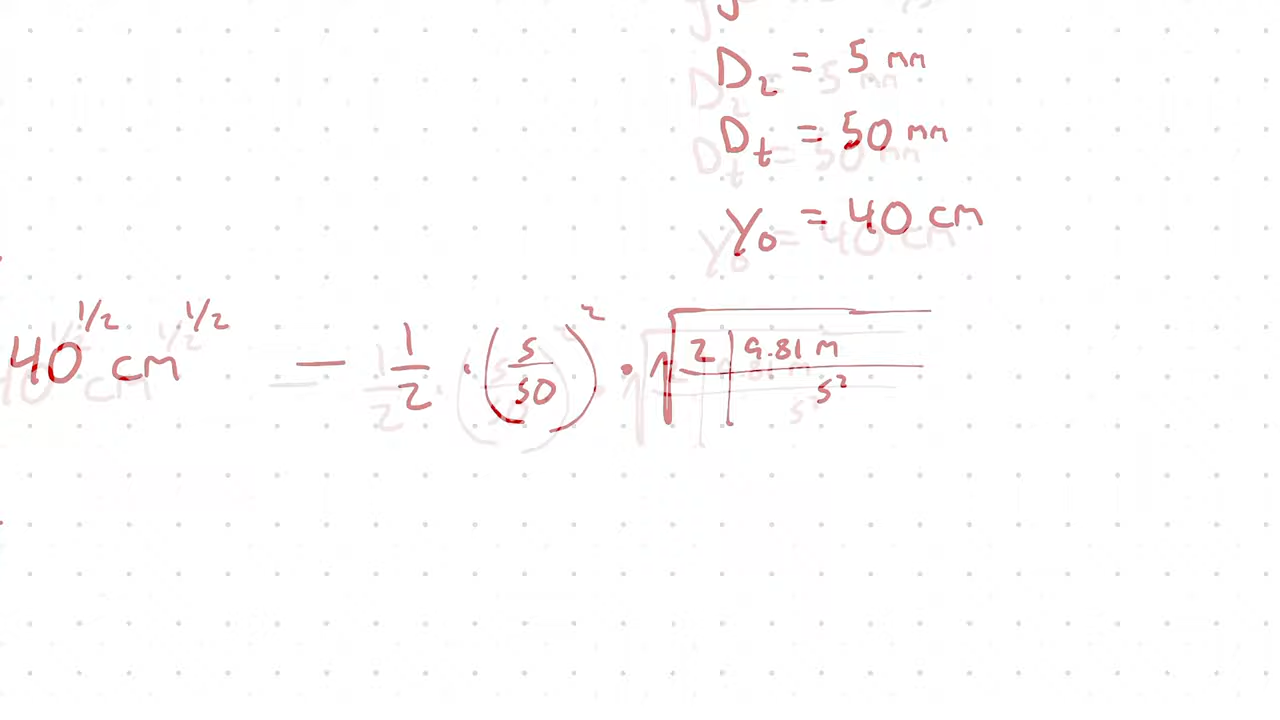 D₂ = 5 mm
D_t = 50 mm
y₀ = 40 cm
40^1/2 cm^1/2 — 1/2 · (5/50)² · √(2 | 9.81 m / s²)